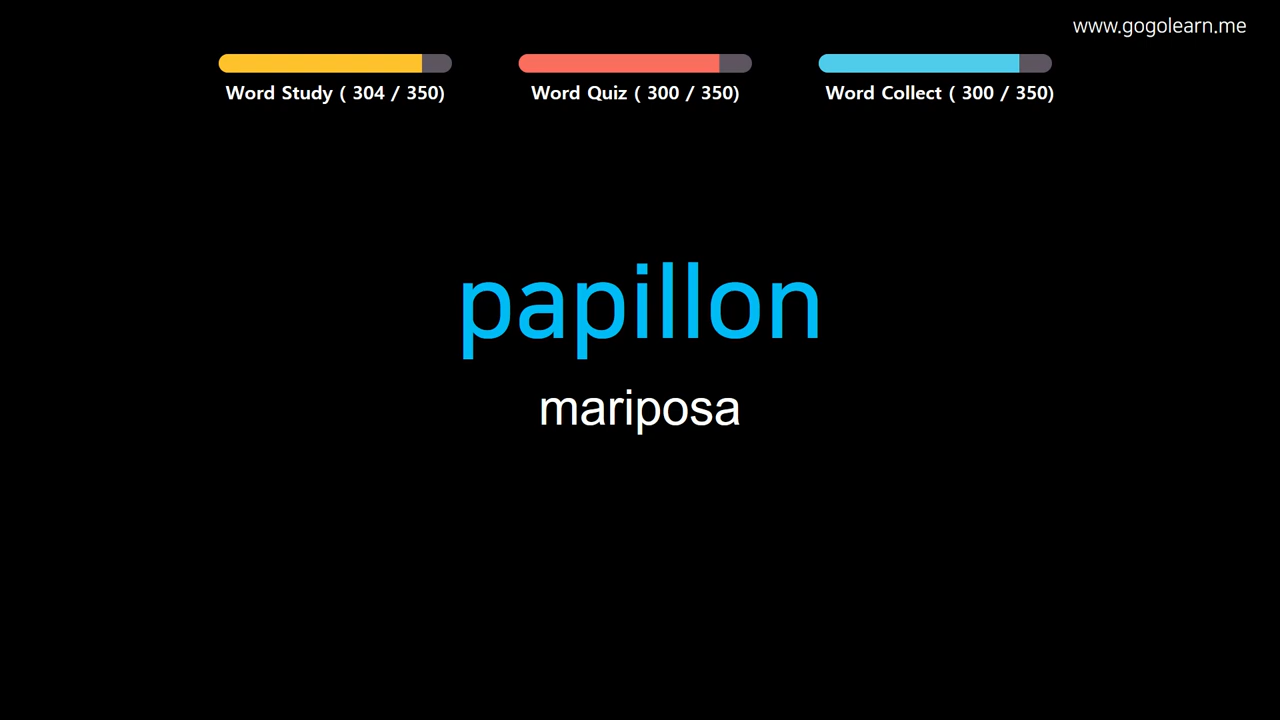 www.gogolearn.me
Word Study ( 304 / 350)
Word Quiz ( 300 / 350)
Word Collect ( 300 / 350)
papillon
mariposa